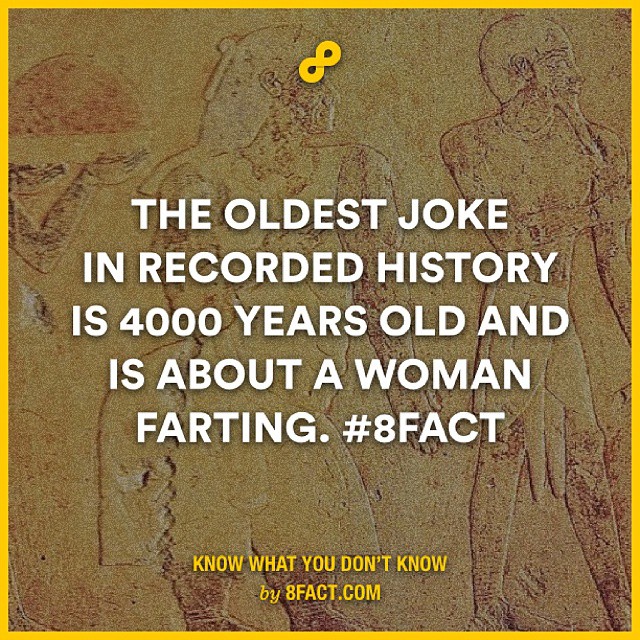 THE OLDEST JOKE
IN RECORDED HISTORY
IS 4000 YEARS OLD AND
IS ABOUT A WOMAN
FARTING. #8FACT
KNOW WHAT YOU DON'T KNOW
by 8FACT.COM